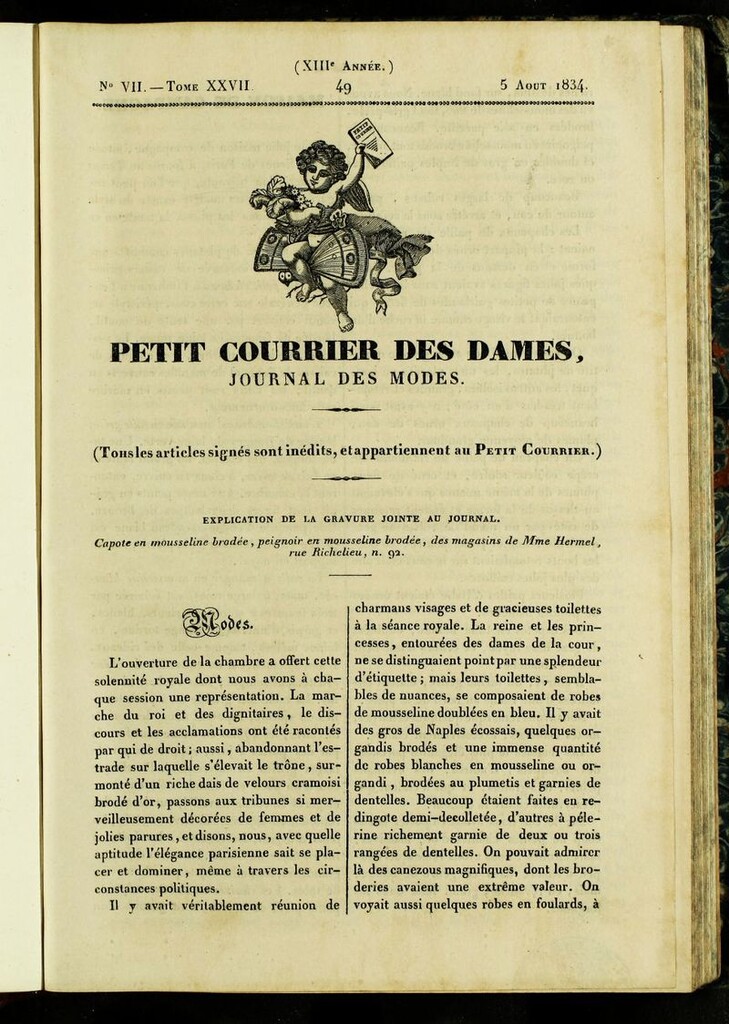 (XIIIe Année.)
No VII. — Tome XXVII
49
5 Aout 1834.
PETIT COURRIER DES DAMES,
JOURNAL DES MODES.
(Tous les articles signés sont inédits, et appartiennent au Petit Courrier.)
EXPLICATION DE LA GRAVURE JOINTE AU JOURNAL.
Capote en mousseline brodée, peignoir en mousseline brodée, des magasins de Mme Hermel,
rue Richelieu, n. 92.
Modes.
L'ouverture de la chambre a offert cette
solennité royale dont nous avons à cha-
que session une représentation. La mar-
che du roi et des dignitaires, le dis-
cours et les acclamations ont été racontés
par qui de droit; aussi, abandonnant l'es-
trade sur laquelle s'élevait le trône, sur-
monté d'un riche dais de velours cramoisi
brodé d'or, passons aux tribunes si mer-
veilleusement décorées de femmes et de
jolies parures, et disons, nous, avec quelle
aptitude l'élégance parisienne sait se pla-
cer et dominer, même à travers les cir-
constances politiques.
Il y avait véritablement réunion de
charmans visages et de gracieuses toilettes
à la séance royale. La reine et les prin-
cesses, entourées des dames de la cour,
ne se distinguaient point par une splendeur
d'étiquette; mais leurs toilettes, sembla-
bles de nuances, se composaient de robes
de mousseline doublées en bleu. Il y avait
des gros de Naples écossais, quelques or-
gandis brodés et une immense quantité
de robes blanches en mousseline ou or-
gandi, brodées au plumetis et garnies de
dentelles. Beaucoup étaient faites en re-
dingote demi-decolletée, d'autres à péle-
rine richement garnie de deux ou trois
rangées de dentelles. On pouvait admirer
là des canezous magnifiques, dont les bro-
deries avaient une extrême valeur. On
voyait aussi quelques robes en foulards, à